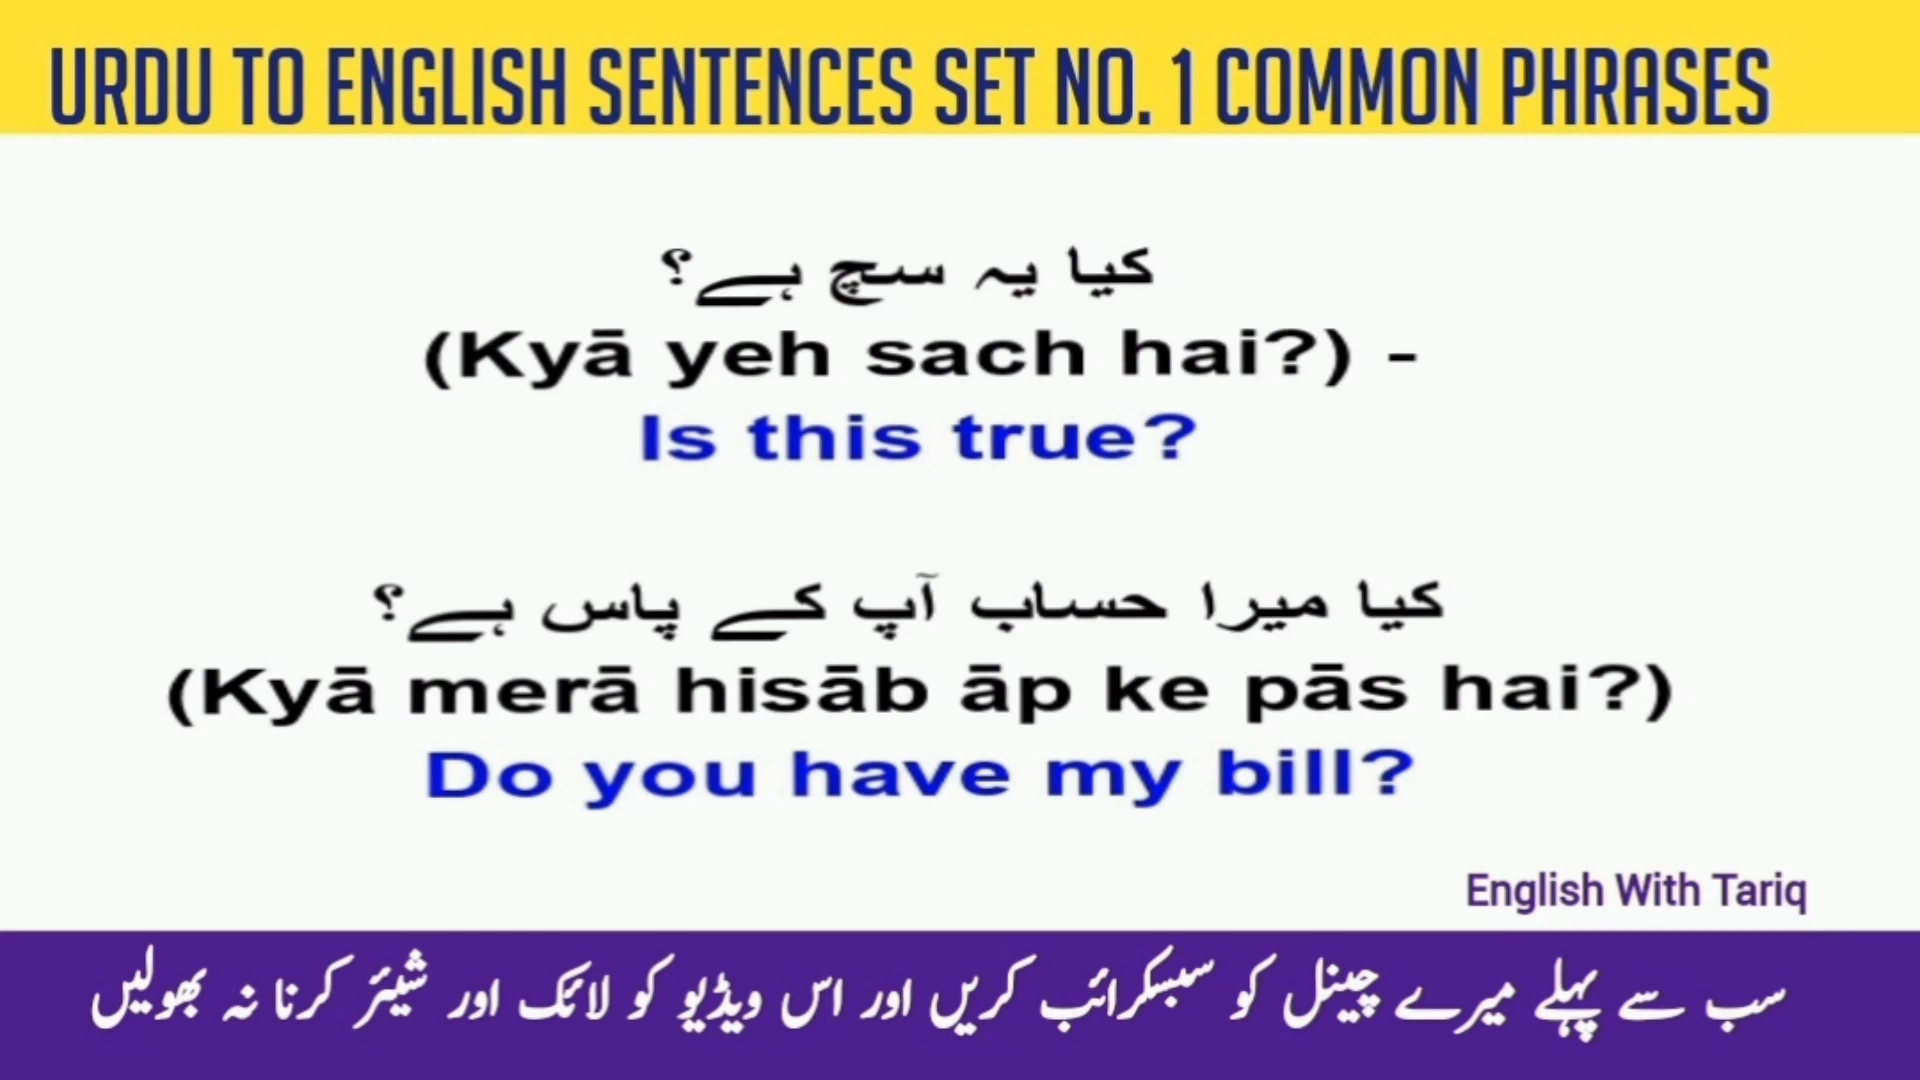 URDU TO ENGLISH SENTENCES SET NO. 1 COMMON PHRASES
کیا یہ سچ ہے؟
(Kyā yeh sach hai?) -
Is this true?
کیا میرا حساب آپ کے پاس ہے؟
(Kyā merā hisāb āp ke pās hai?)
Do you have my bill?
English With Tariq
سب سے پہلے میرے چینل کو سبسکرائب کریں اور اس ویڈیو کو لائک اور شیئر کرنا نہ بھولیں